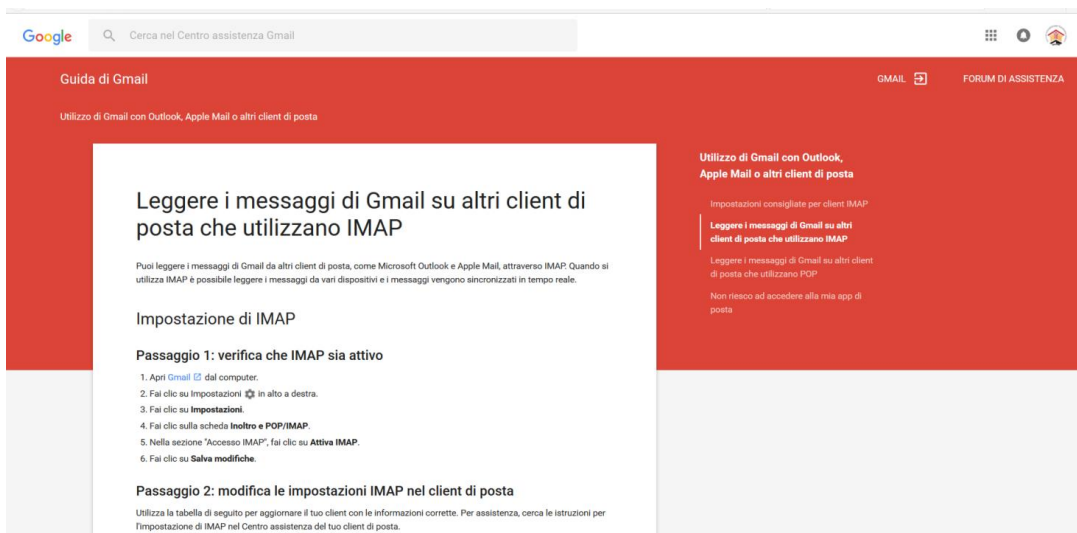 Google
Cerca nel Centro assistenza Gmail
Guida di Gmail
GMAIL
FORUM DI ASSISTENZA
Utilizzo di Gmail con Outlook, Apple Mail o altri client di posta
Leggere i messaggi di Gmail su altri client di
posta che utilizzano IMAP
Puoi leggere i messaggi di Gmail da altri client di posta, come Microsoft Outlook e Apple Mail, attraverso IMAP. Quando si
utilizza IMAP è possibile leggere i messaggi da vari dispositivi e i messaggi vengono sincronizzati in tempo reale.
Impostazione di IMAP
Passaggio 1: verifica che IMAP sia attivo
1. Apri Gmail dal computer.
2. Fai clic su Impostazioni in alto a destra.
3. Fai clic su Impostazioni.
4. Fai clic sulla scheda Inoltro e POP/IMAP.
5. Nella sezione "Accesso IMAP", fai clic su Attiva IMAP.
6. Fai clic su Salva modifiche.
Passaggio 2: modifica le impostazioni IMAP nel client di posta
Utilizza la tabella di seguito per aggiornare il tuo client con le informazioni corrette. Per assistenza, cerca le istruzioni per
l'impostazione di IMAP nel Centro assistenza del tuo client di posta.
Utilizzo di Gmail con Outlook,
Apple Mail o altri client di posta
Impostazioni consigliate per client IMAP
Leggere i messaggi di Gmail su altri
client di posta che utilizzano IMAP
Leggere i messaggi di Gmail su altri client
di posta che utilizzano POP
Non riesco ad accedere alla mia app di
posta